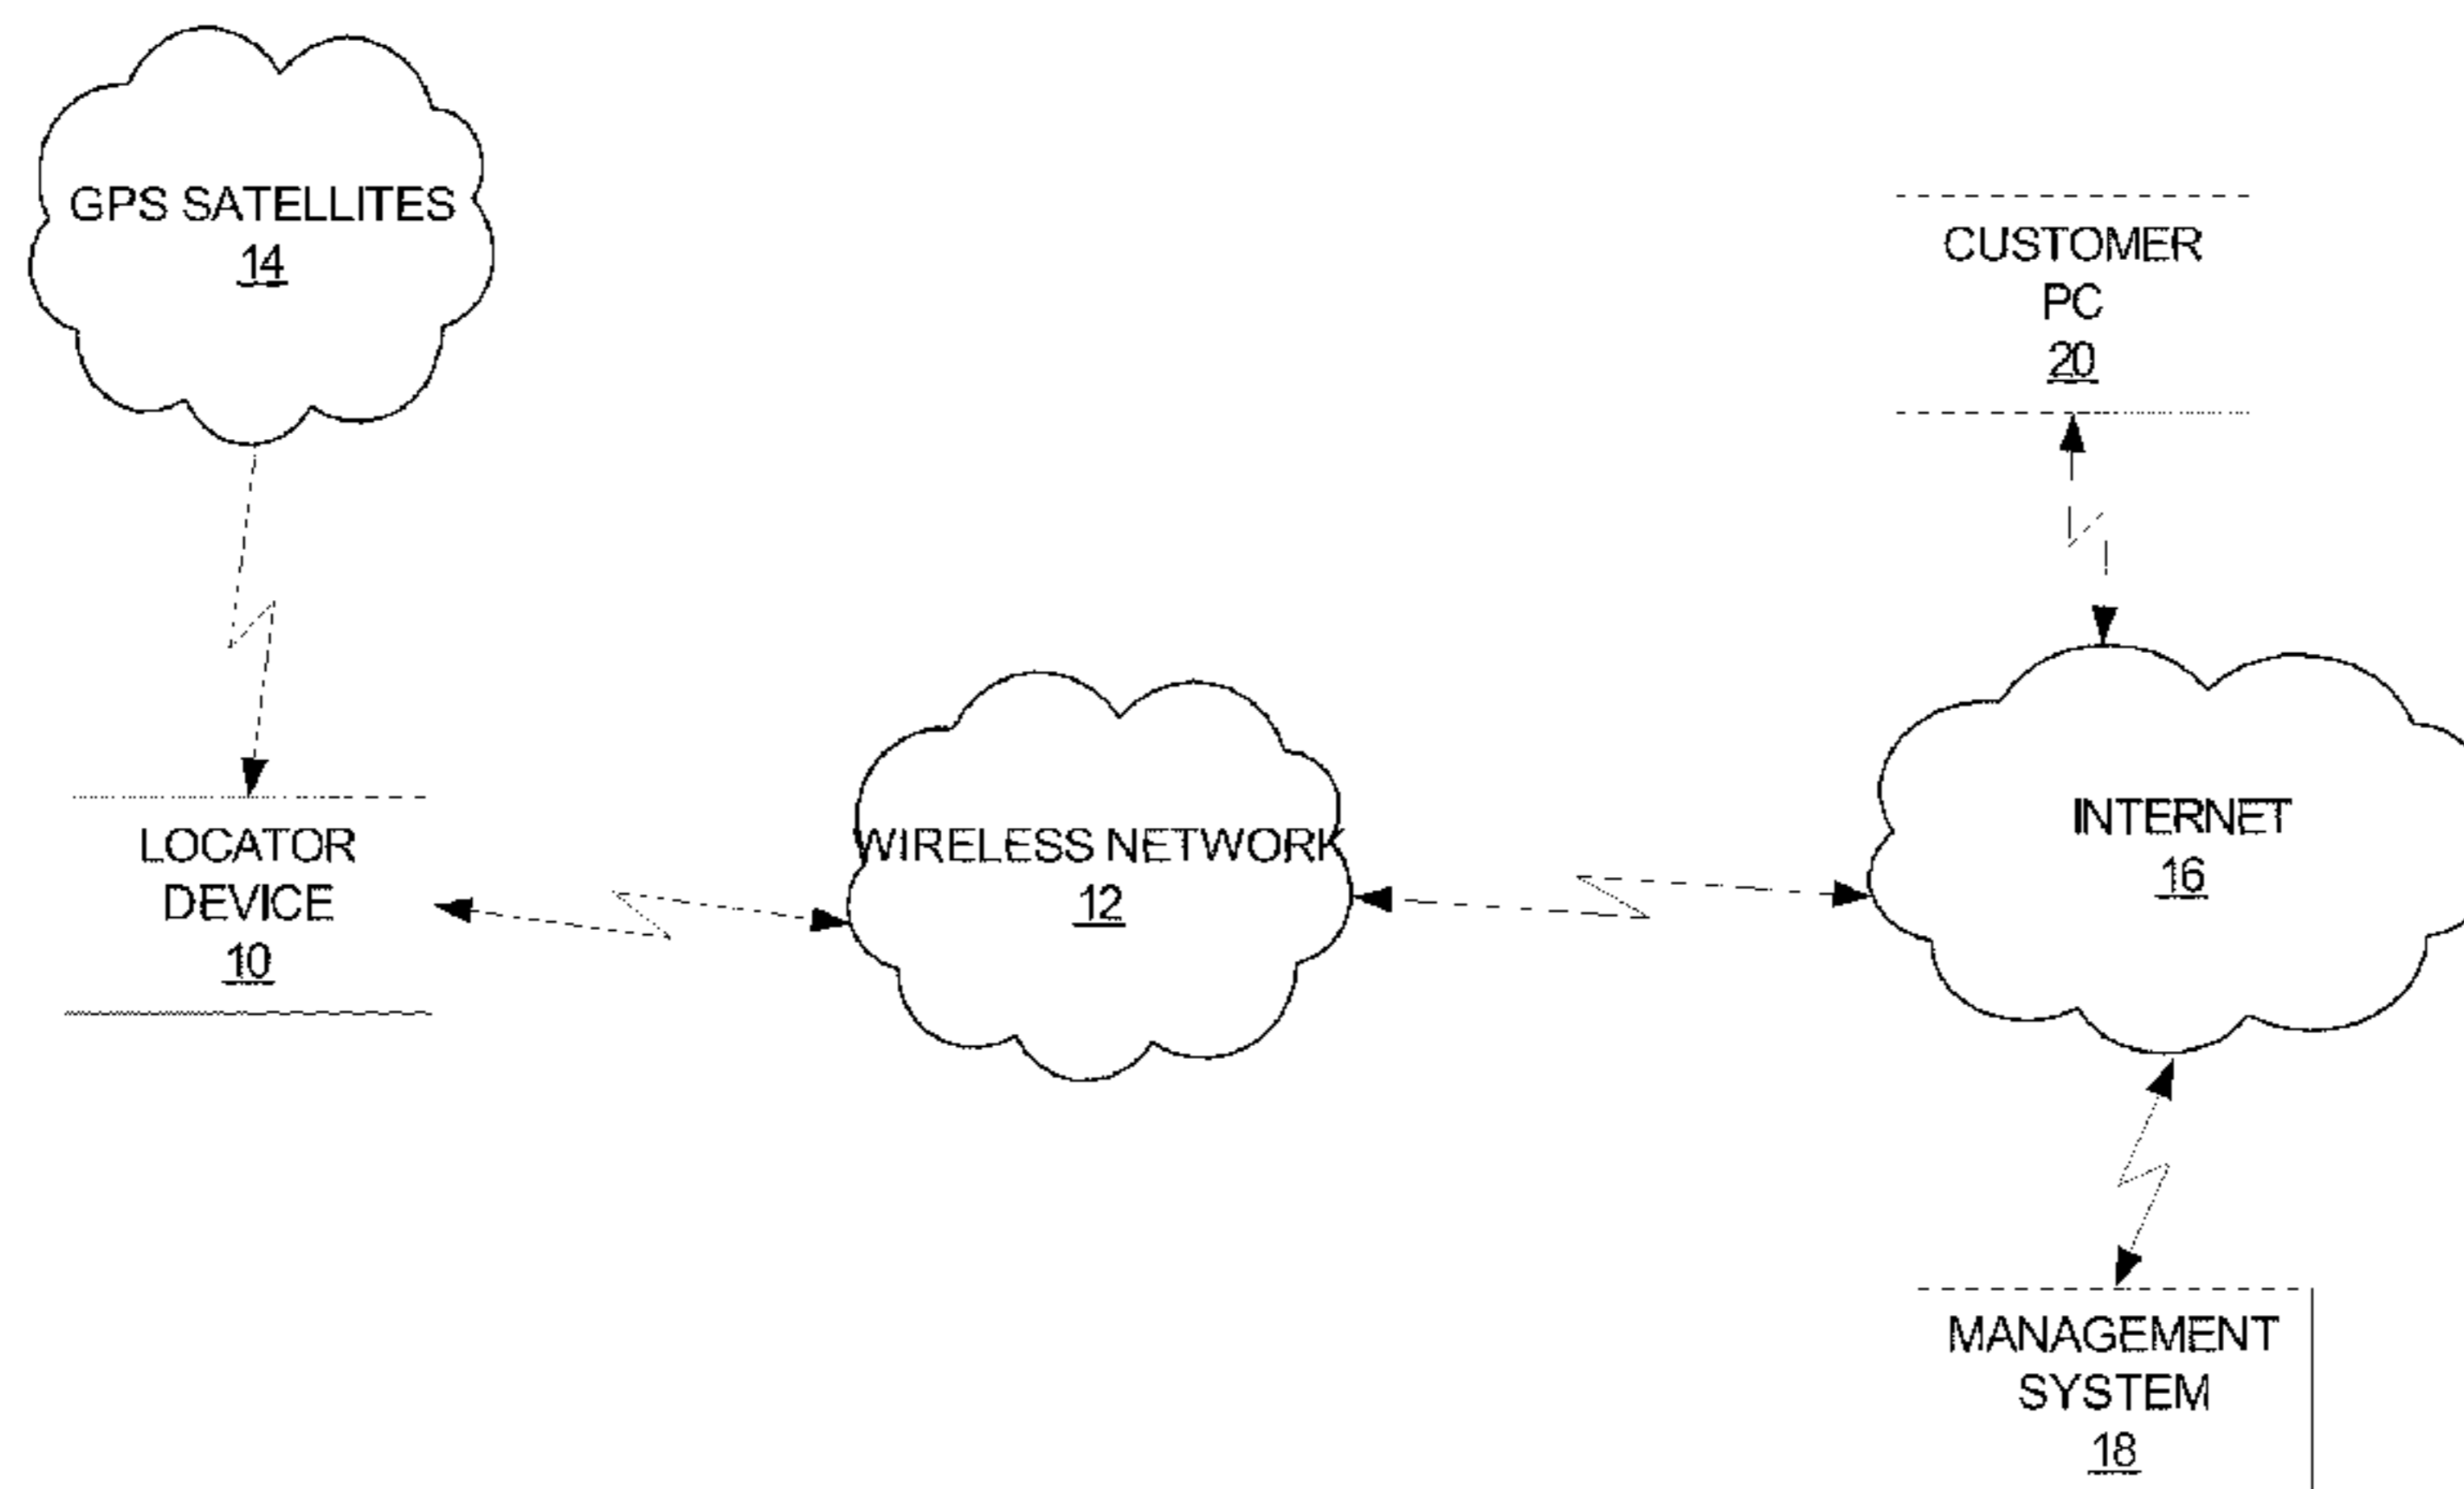 GPS SATELLITES
14
CUSTOMER
PC
20
LOCATOR
DEVICE
10
WIRELESS NETWORK
12
INTERNET
16
MANAGEMENT
SYSTEM
18